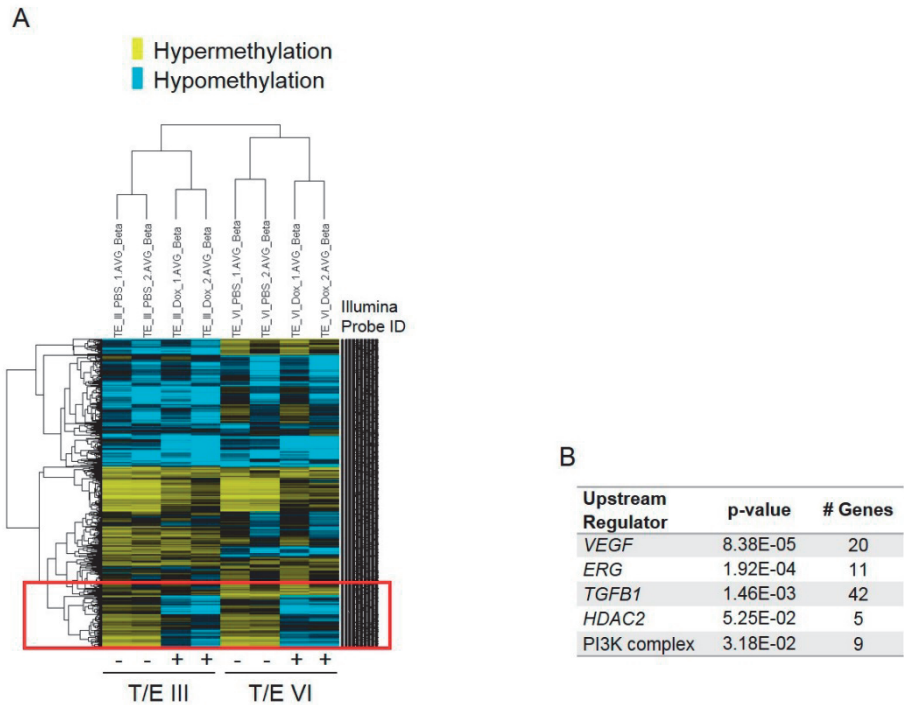 A
Hypermethylation
Hypomethylation
TE_III_PBS_1.AVG_Beta
TE_III_PBS_2.AVG_Beta
TE_III_Dox_1.AVG_Beta
TE_III_Dox_2.AVG_Beta
TE_VI_PBS_1.AVG_Beta
TE_VI_PBS_2.AVG_Beta
TE_VI_Dox_1.AVG_Beta
TE_VI_Dox_2.AVG_Beta
Illumina
Probe ID
- - + + - - + +
T/E III T/E VI
B
Upstream
Regulator p-value # Genes
VEGF 8.38E-05 20
ERG 1.92E-04 11
TGFB1 1.46E-03 42
HDAC2 5.25E-02 5
PI3K complex 3.18E-02 9